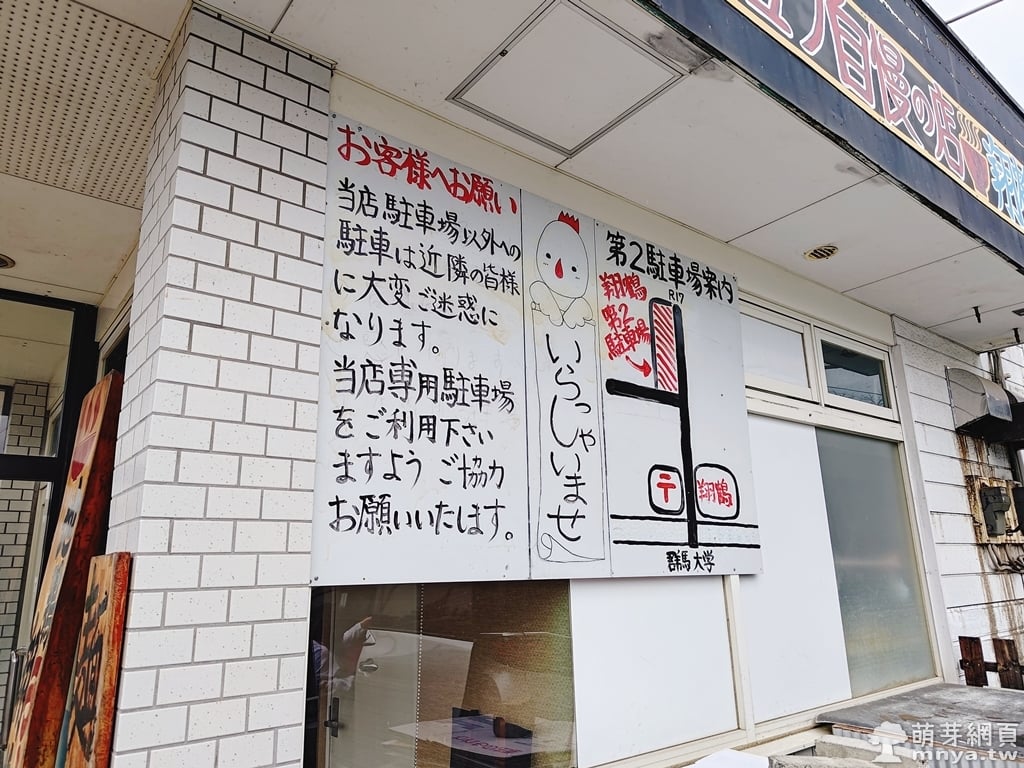 お客様へお願い
当店駐車場以外への
駐車は近隣の皆様
に大変ご迷惑に
なります。
当店専用駐車場
をご利用下さい
ますよう ご協力
お願いいたします。
いらっしゃいませ
第2駐車場案内
R17
翔鶴
第2
駐車場
〒
翔鶴
群馬大学
自慢の店
翔
麺
萌芽網頁
mnya.tw